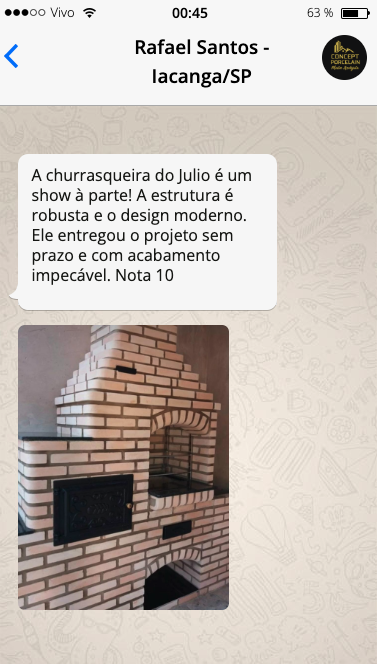 Vivo 00:45 63 %
Rafael Santos -
Iacanga/SP
CONCEPT
PORCELAIN
A churrasqueira do Julio é um
show à parte! A estrutura é
robusta e o design moderno.
Ele entregou o projeto sem
prazo e com acabamento
impecável. Nota 10